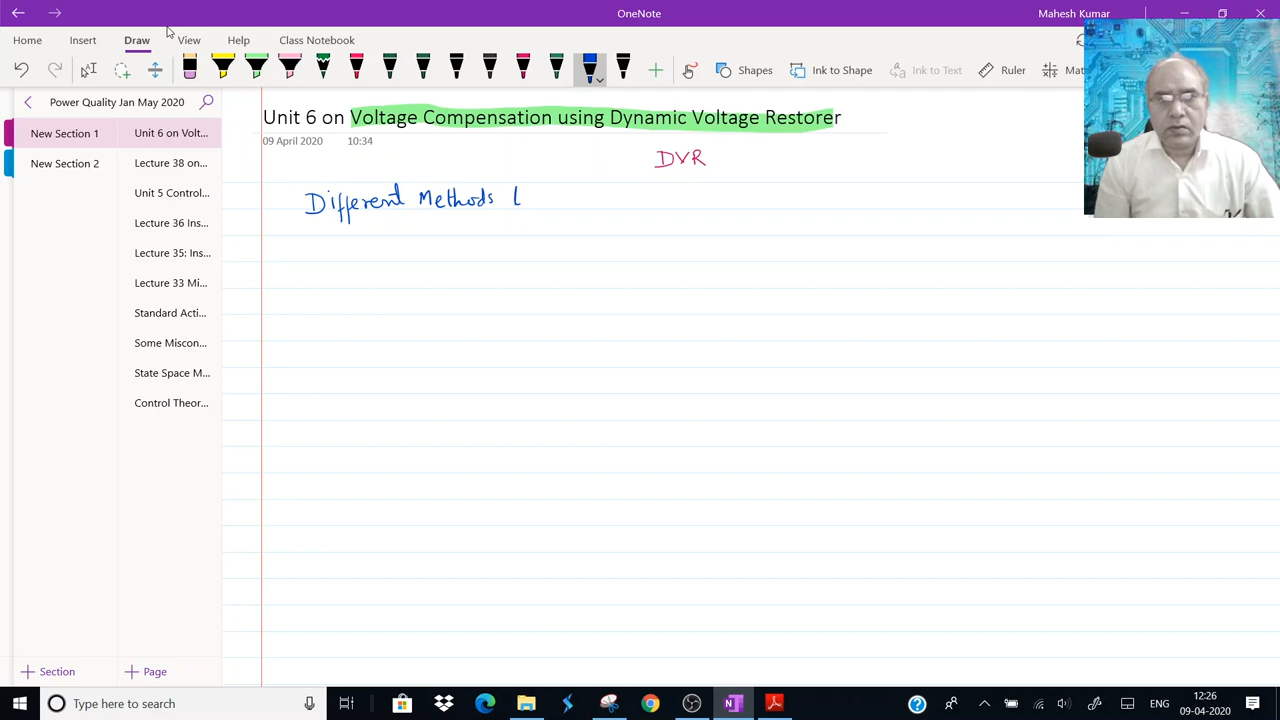 OneNote
Mahesh Kumar
Home Insert Draw View Help Class Notebook
Shapes Ink to Shape Ink to Text Ruler Mat
Power Quality Jan May 2020
New Section 1
New Section 2
Unit 6 on Volt...
Lecture 38 on...
Unit 5 Control...
Lecture 36 Ins...
Lecture 35: Ins...
Lecture 33 Mi...
Standard Acti...
Some Miscon...
State Space M...
Control Theor...
Unit 6 on Voltage Compensation using Dynamic Voltage Restorer
09 April 2020 10:34
DVR
Different Methods
Section Page
Type here to search
ENG
12:26
09-04-2020